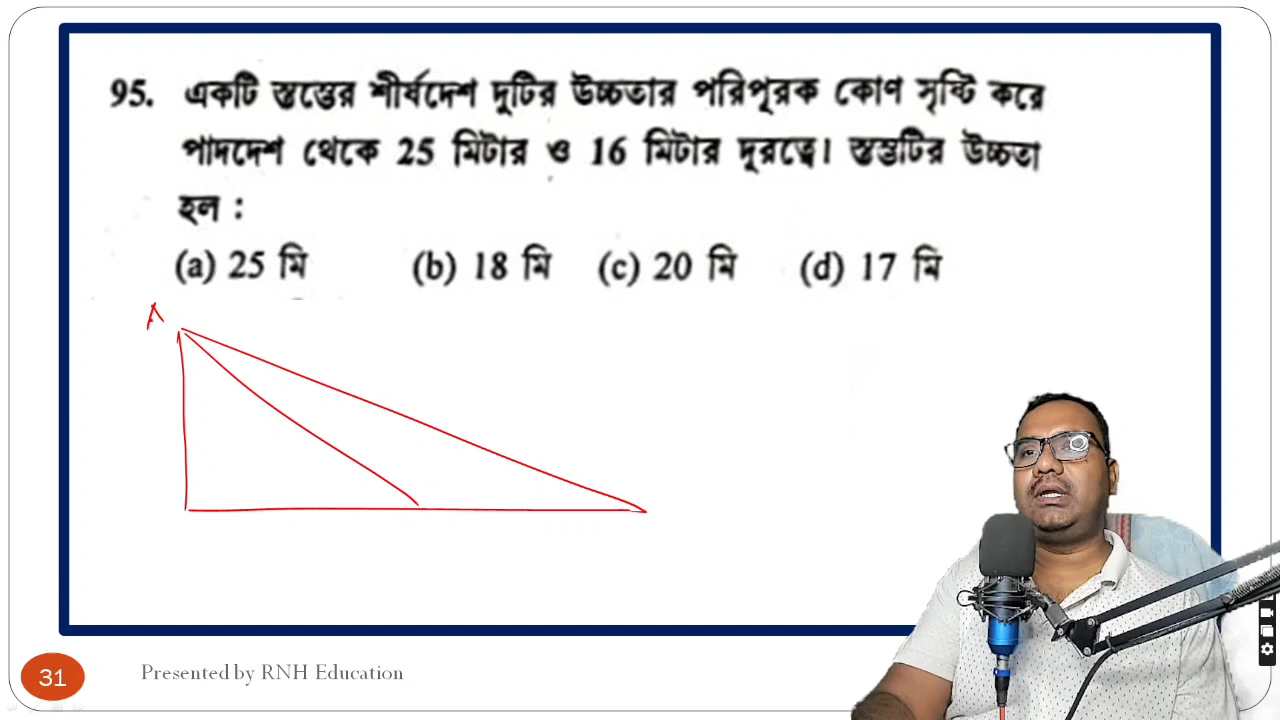 95. একটি স্তম্ভের শীর্ষদেশ দুটির উচ্চতার পরিপূরক কোণ সৃষ্টি করে
পাদদেশ থেকে 25 মিটার ও 16 মিটার দূরত্বে। স্তম্ভটির উচ্চতা
হল :
(a) 25 মি (b) 18 মি (c) 20 মি (d) 17 মি
A
31 Presented by RNH Education